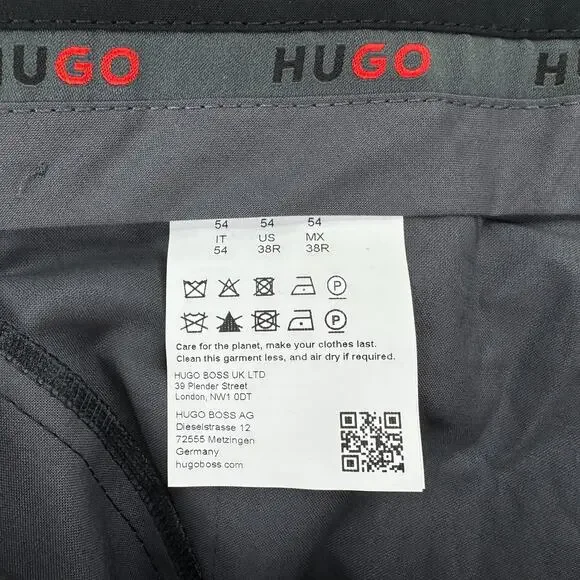 HUGO HUGO H
54 54 54
IT US MX
54 38R 38R
P
P
Care for the planet, make your clothes last.
Clean this garment less, and air dry if required.
HUGO BOSS UK LTD
39 Plender Street
London, NW1 0DT
HUGO BOSS AG
Dieselstrasse 12
72555 Metzingen
Germany
hugoboss.com